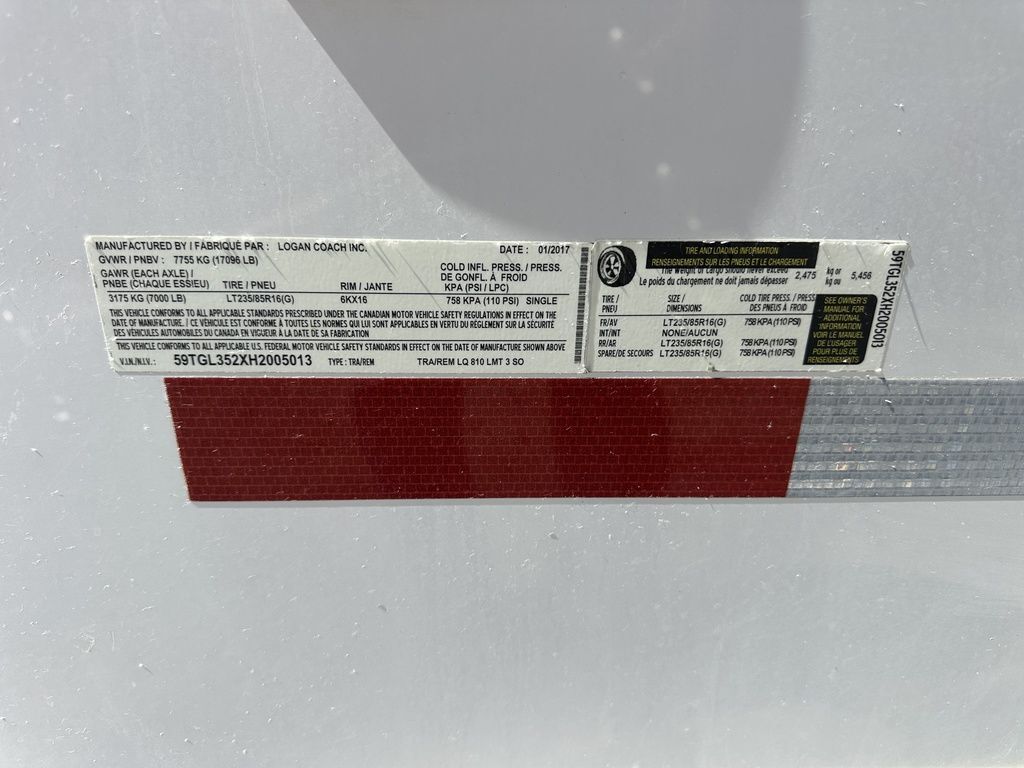 MANUFACTURED BY / FABRIQUÉ PAR : LOGAN COACH INC. DATE : 01/2017
GVWR / PNBV : 7755 KG (17096 LB)
GAWR (EACH AXLE) /
PNBE (CHAQUE ESSIEU) TIRE / PNEU RIM / JANTE
COLD INFL. PRESS. / PRESS.
DE GONFL. À FROID
KPA (PSI / LPC)
3175 KG (7000 LB) LT235/85R16(G) 6KX16 758 KPA (110 PSI) SINGLE
THIS VEHICLE CONFORMS TO ALL APPLICABLE STANDARDS PRESCRIBED UNDER THE CANADIAN MOTOR VEHICLE SAFETY REGULATIONS IN EFFECT ON THE
DATE OF MANUFACTURE. / CE VÉHICULE EST CONFORME À TOUTES LES NORMES QUI LUI SONT APPLICABLES EN VERTU DU RÈGLEMENT SUR LA SÉCURITÉ
DES VÉHICULES AUTOMOBILES DU CANADA EN VIGUEUR À LA DATE DE SA FABRICATION
THIS VEHICLE CONFORMS TO ALL APPLICABLE U.S. FEDERAL MOTOR VEHICLE SAFETY STANDARDS IN EFFECT ON THE DATE OF MANUFACTURE SHOWN ABOVE
V.I.N./N.I.V.: 59TGL352XH2005013 TYPE : TRA/REM TRA/REM LQ 810 LMT 3 SO
TIRE AND LOADING INFORMATION
RENSEIGNEMENTS SUR LES PNEUS ET LE CHARGEMENT
The weight of cargo should never exceed
Le poids du chargement ne doit jamais dépasser
2,475 kg or
kg ou
5,456
TIRE /
PNEU
SIZE /
DIMENSIONS
COLD TIRE PRESS. / PRESS
DES PNEUS À FROID
FR/AV LT235/85R16(G) 758 KPA (110 PSI)
INT/INT NONE/AUCUN
RR/AR LT235/85R16(G) 758 KPA (110 PSI)
SPARE/DE SECOURS LT235/85R16(G) 758 KPA (110 PSI)
SEE OWNER'S
MANUAL FOR
ADDITIONAL
INFORMATION
VOIR LE MANUEL
DE L'USAGER
POUR PLUS DE
RENSEIGNEMENTS
59TGL352XH2005013